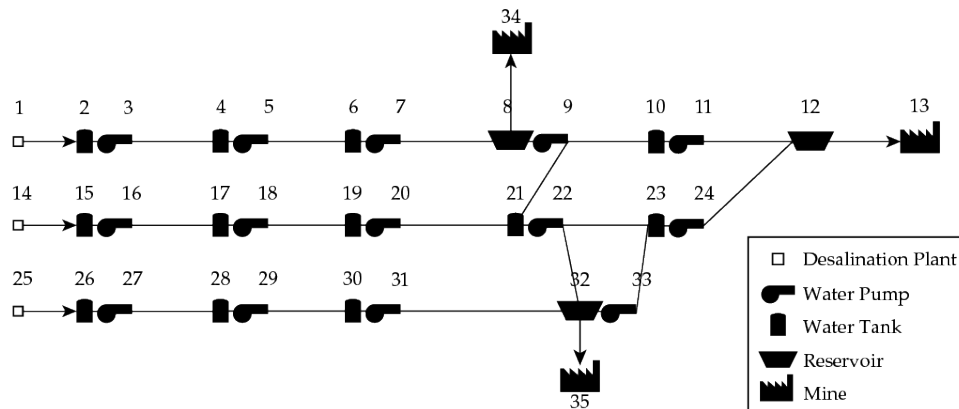 34
1 2 3 4 5 6 7 8 9 10 11 12 13
14 15 16 17 18 19 20 21 22 23 24
25 26 27 28 29 30 31 32 33
35
Desalination Plant
Water Pump
Water Tank
Reservoir
Mine